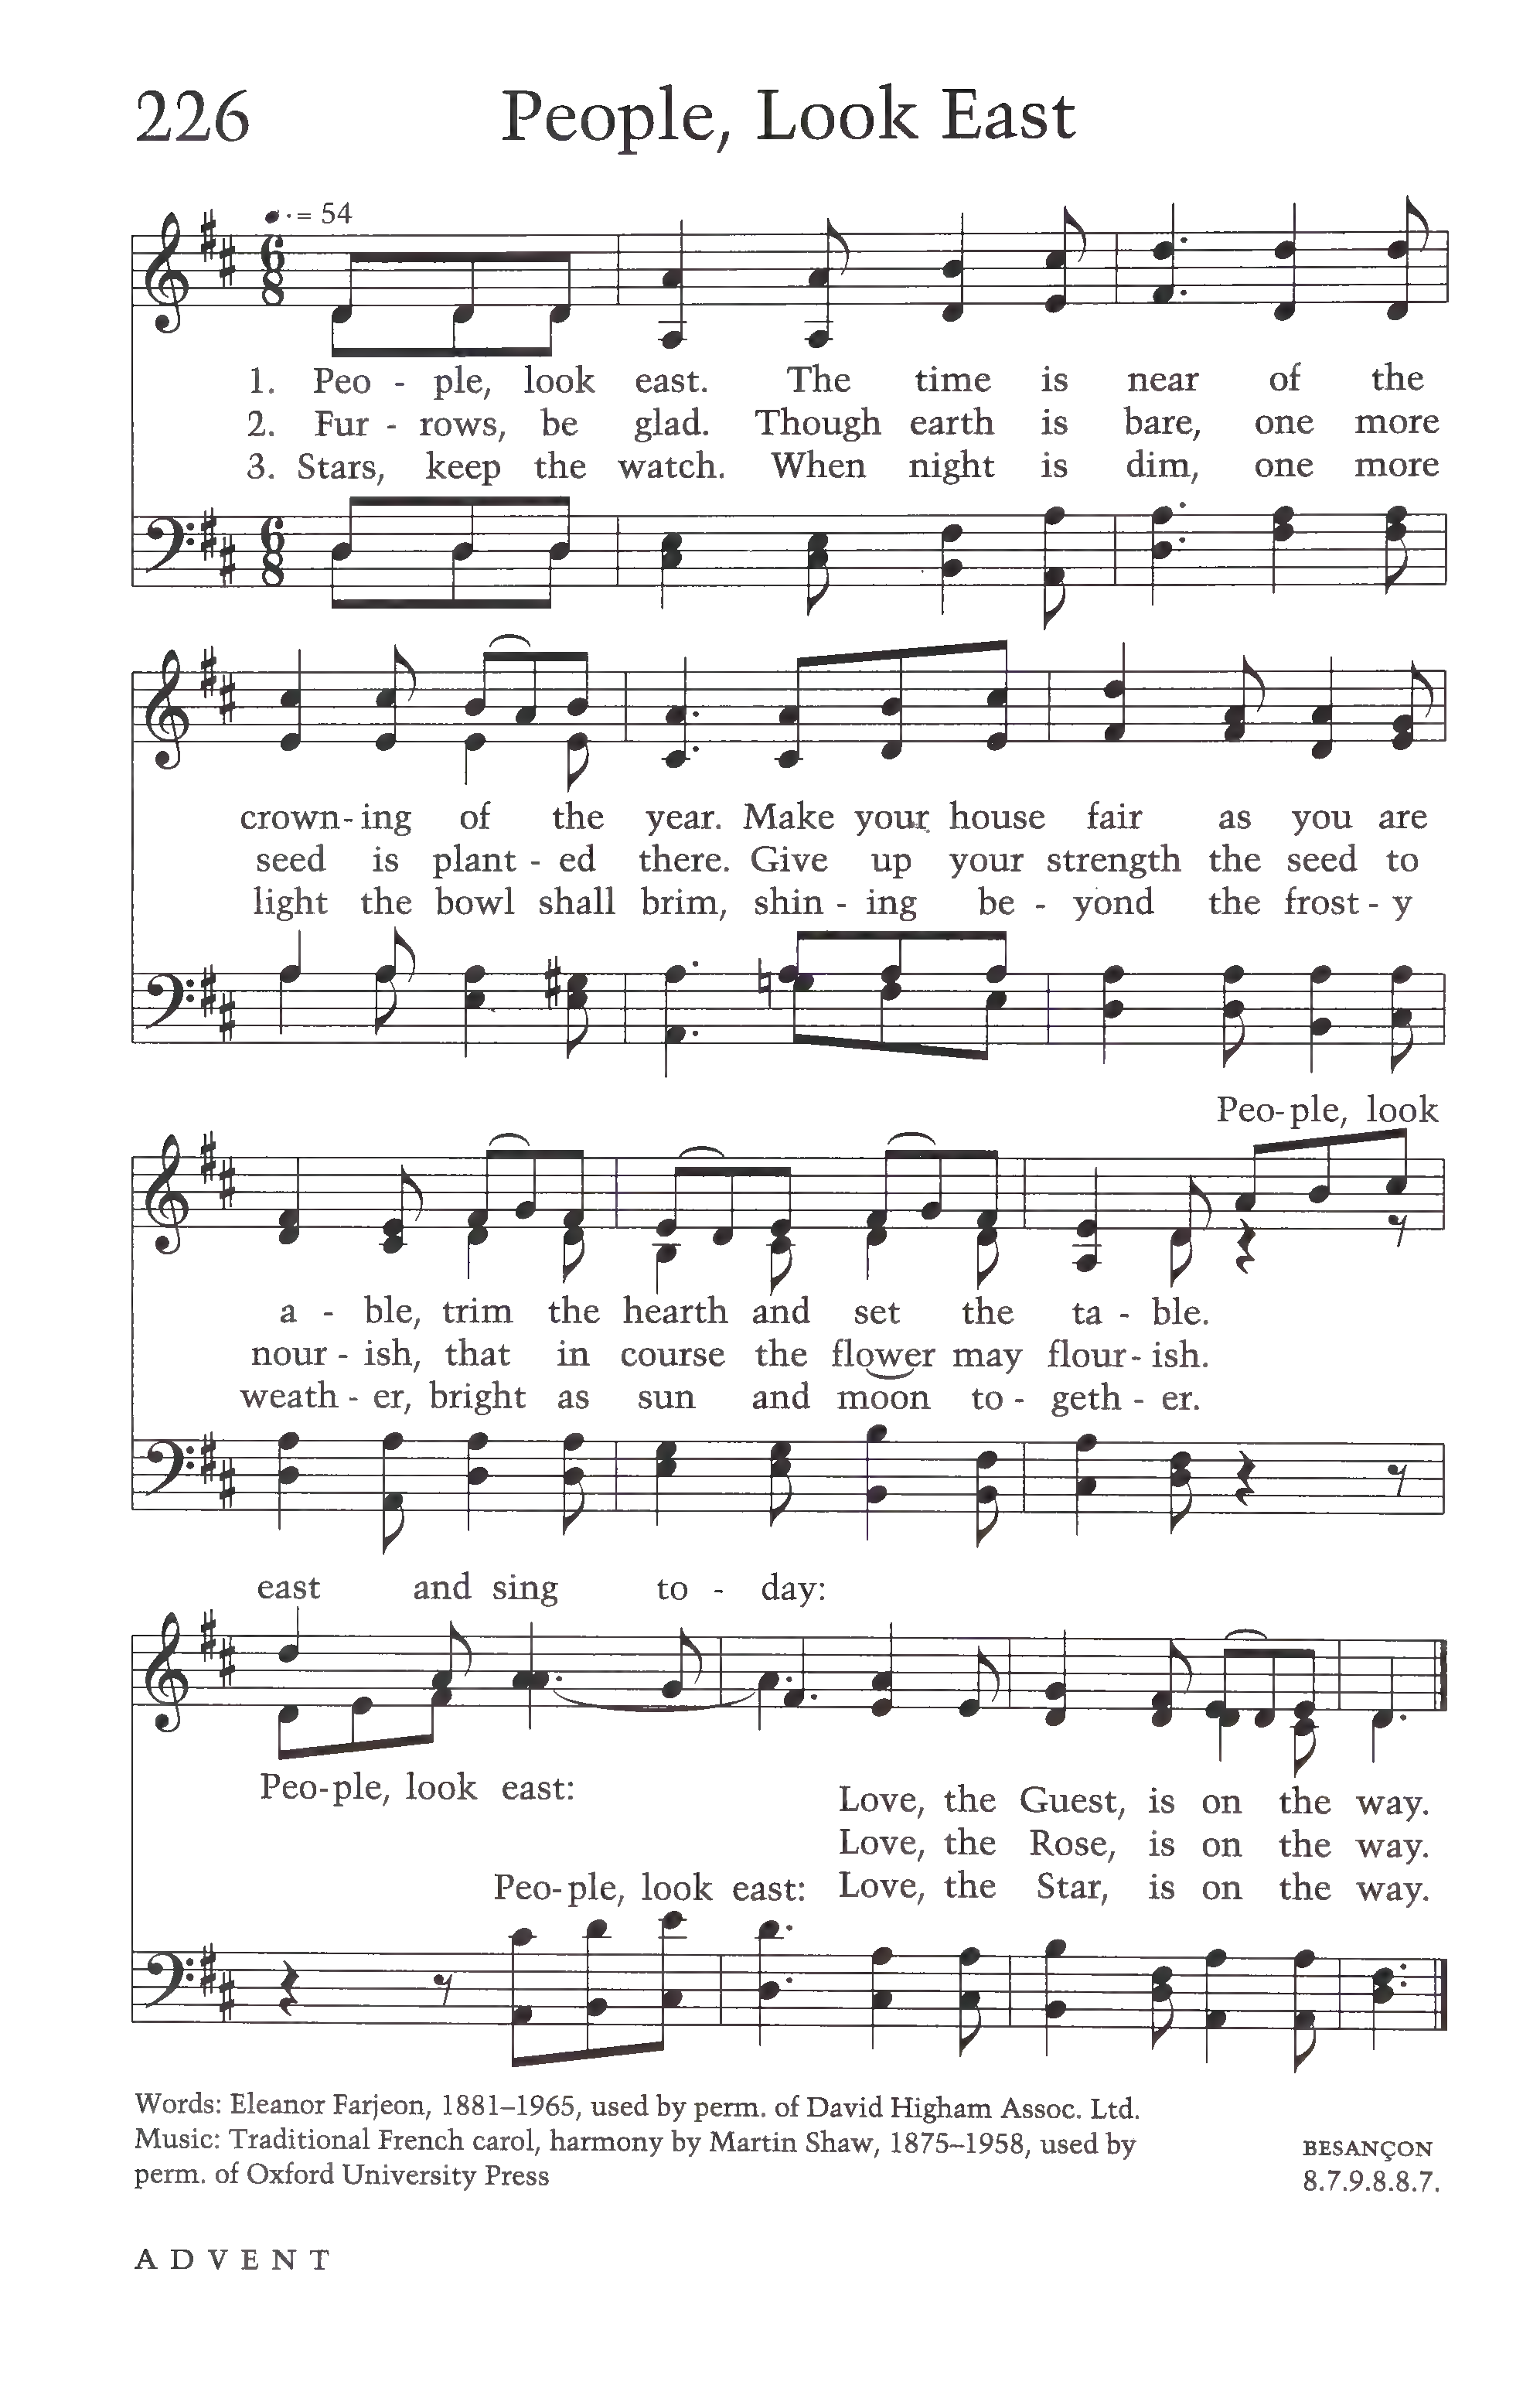 226 People, Look East
♩. = 54
1. Peo - ple, look east. The time is near of the
2. Fur - rows, be glad. Though earth is bare, one more
3. Stars, keep the watch. When night is dim, one more
crown- ing of the year. Make your house fair as you are
seed is plant - ed there. Give up your strength the seed to
light the bowl shall brim, shin - ing be - yond the frost - y
Peo- ple, look
a - ble, trim the hearth and set the ta - ble.
nour - ish, that in course the flower may flour- ish.
weath - er, bright as sun and moon to - geth - er.
east and sing to - day:
Peo- ple, look east:
Love, the Guest, is on the way.
Love, the Rose, is on the way.
Peo- ple, look east: Love, the Star, is on the way.
Words: Eleanor Farjeon, 1881–1965, used by perm. of David Higham Assoc. Ltd.
Music: Traditional French carol, harmony by Martin Shaw, 1875–1958, used by
perm. of Oxford University Press
BESANÇON
8.7.9.8.8.7.
ADVENT